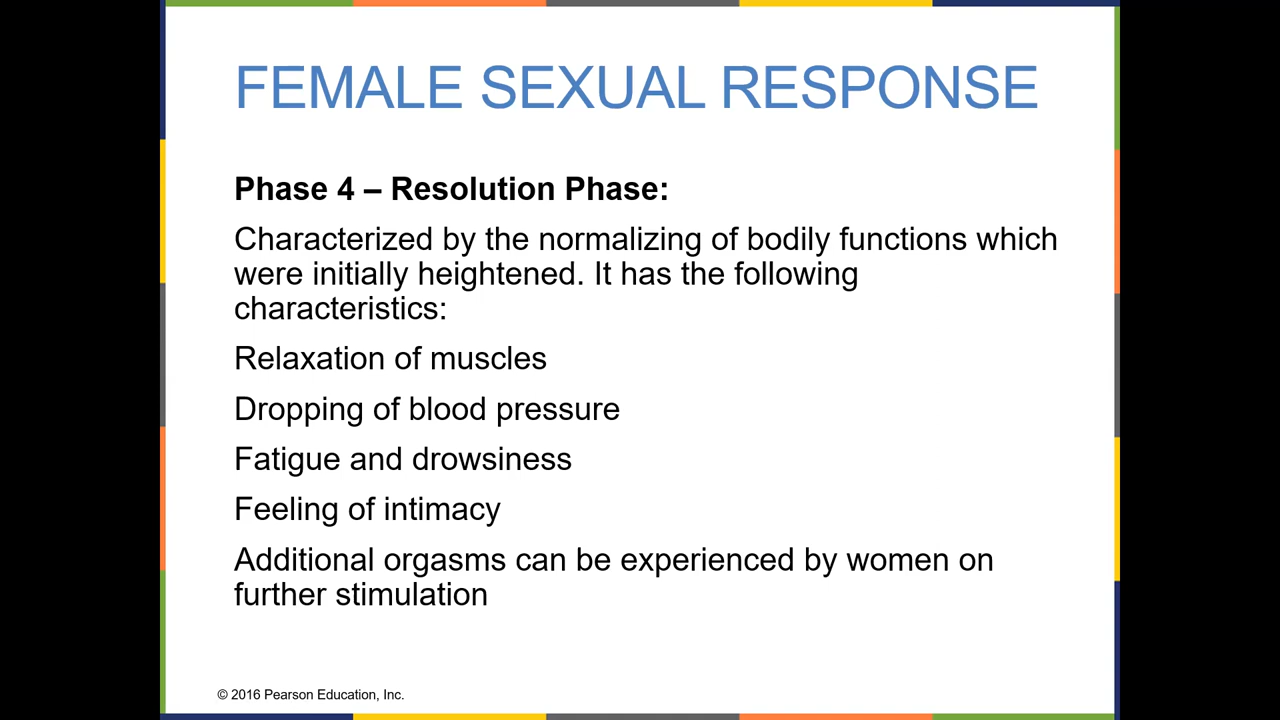 FEMALE SEXUAL RESPONSE
Phase 4 – Resolution Phase:
Characterized by the normalizing of bodily functions which
were initially heightened. It has the following
characteristics:
Relaxation of muscles
Dropping of blood pressure
Fatigue and drowsiness
Feeling of intimacy
Additional orgasms can be experienced by women on
further stimulation
© 2016 Pearson Education, Inc.